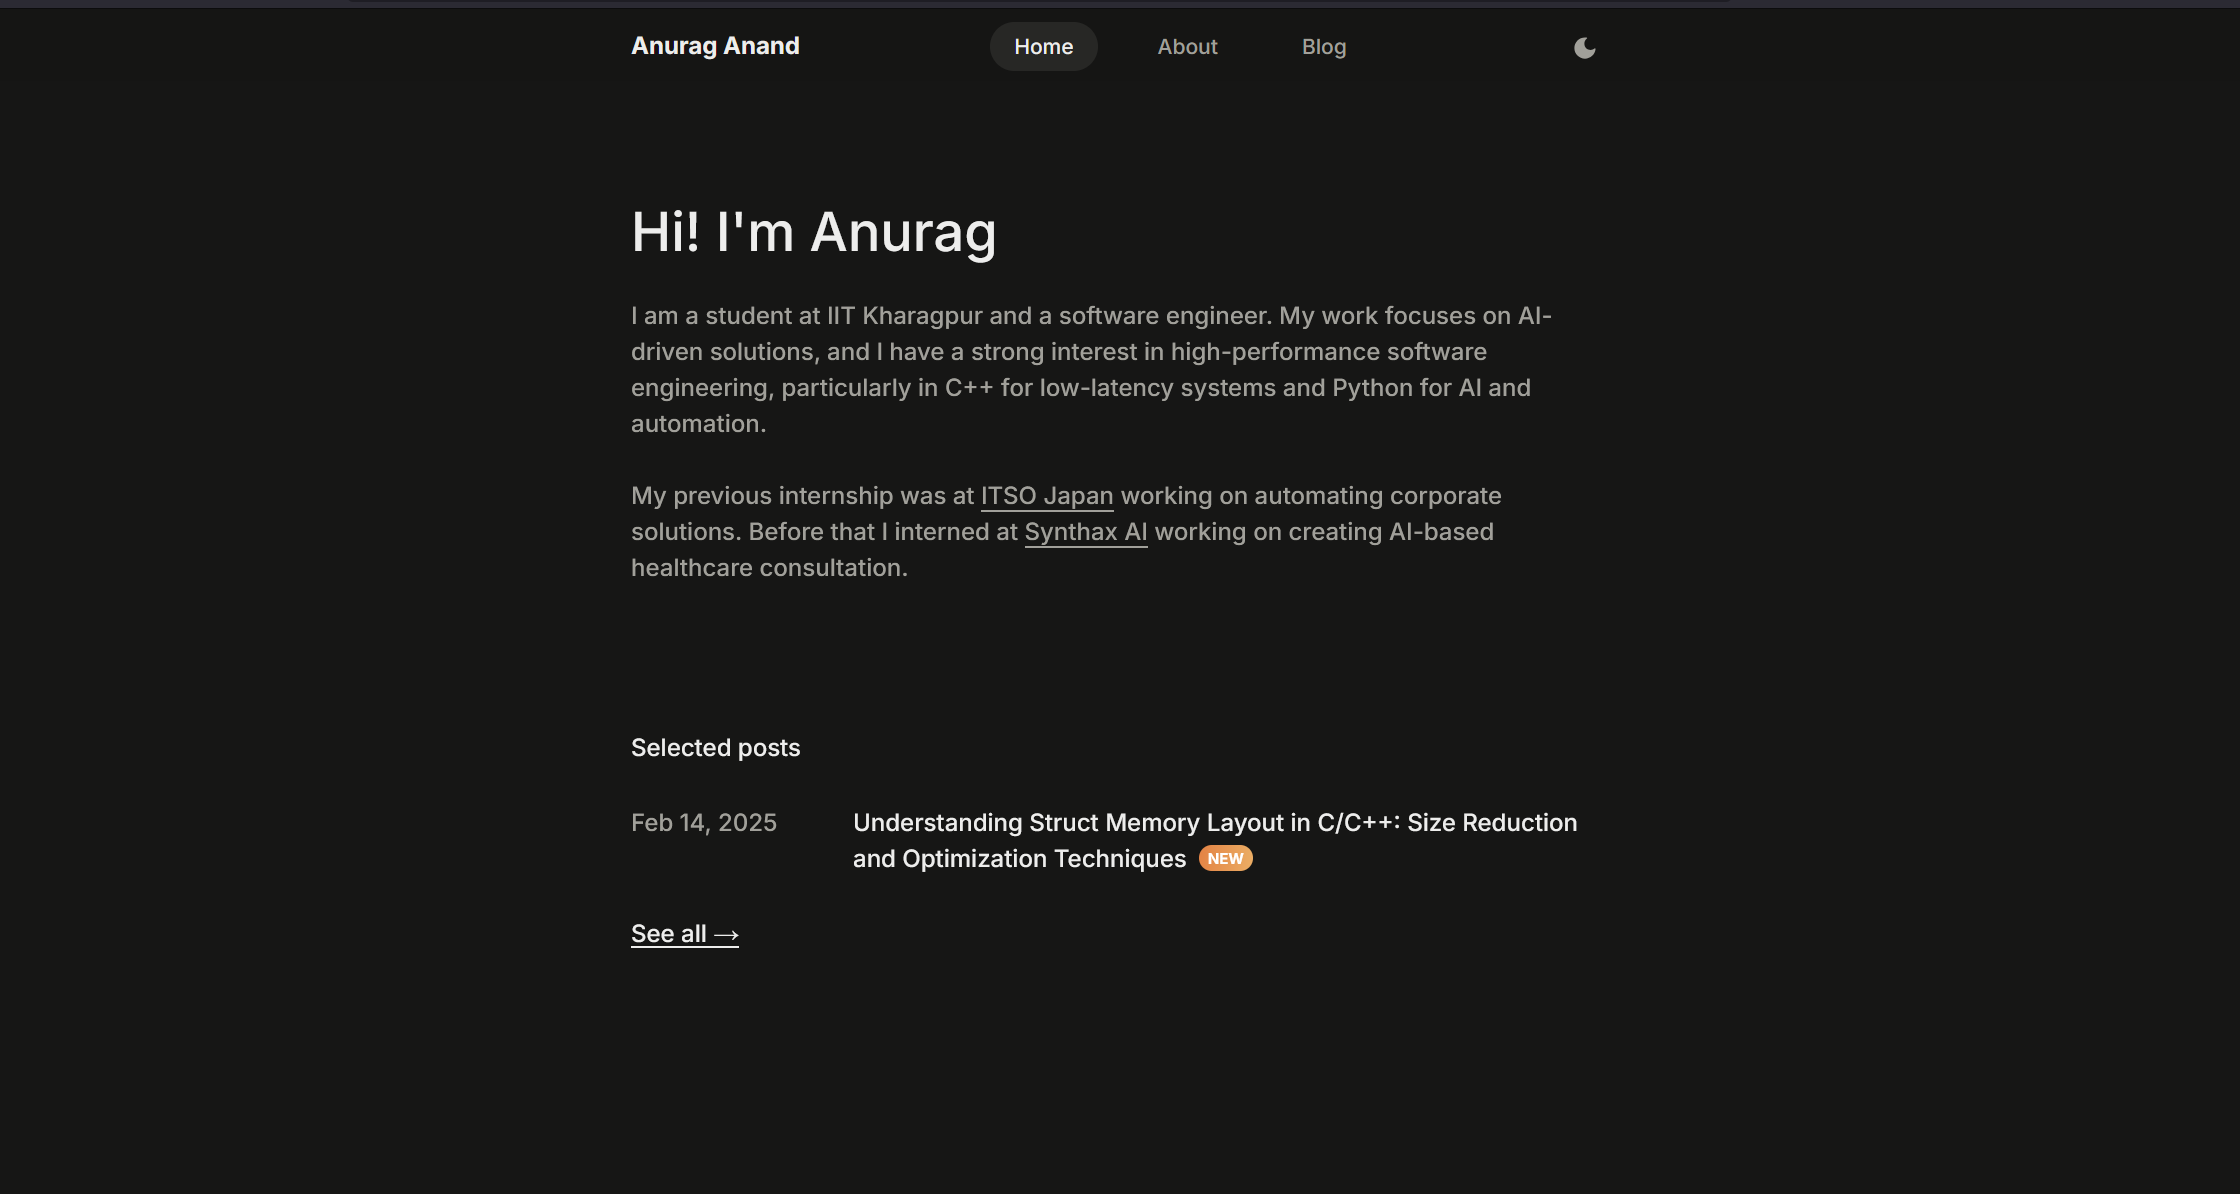 Anurag Anand
Home
About
Blog
Hi! I'm Anurag
I am a student at IIT Kharagpur and a software engineer. My work focuses on AI-
driven solutions, and I have a strong interest in high-performance software
engineering, particularly in C++ for low-latency systems and Python for AI and
automation.
My previous internship was at ITSO Japan working on automating corporate
solutions. Before that I interned at Synthax AI working on creating AI-based
healthcare consultation.
Selected posts
Feb 14, 2025
Understanding Struct Memory Layout in C/C++: Size Reduction
and Optimization Techniques NEW
See all →